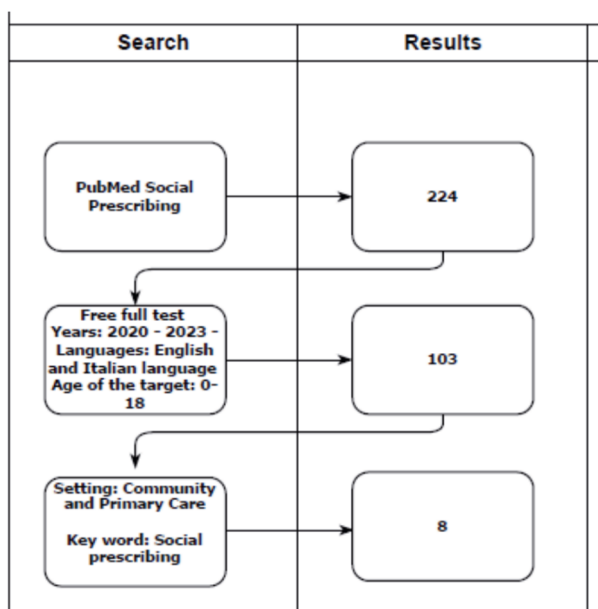 Search
Results
PubMed Social
Prescribing
224
Free full test
Years: 2020 - 2023 -
Languages: English
and Italian language
Age of the target: 0-
18
103
Setting: Community
and Primary Care
Key word: Social
prescribing
8